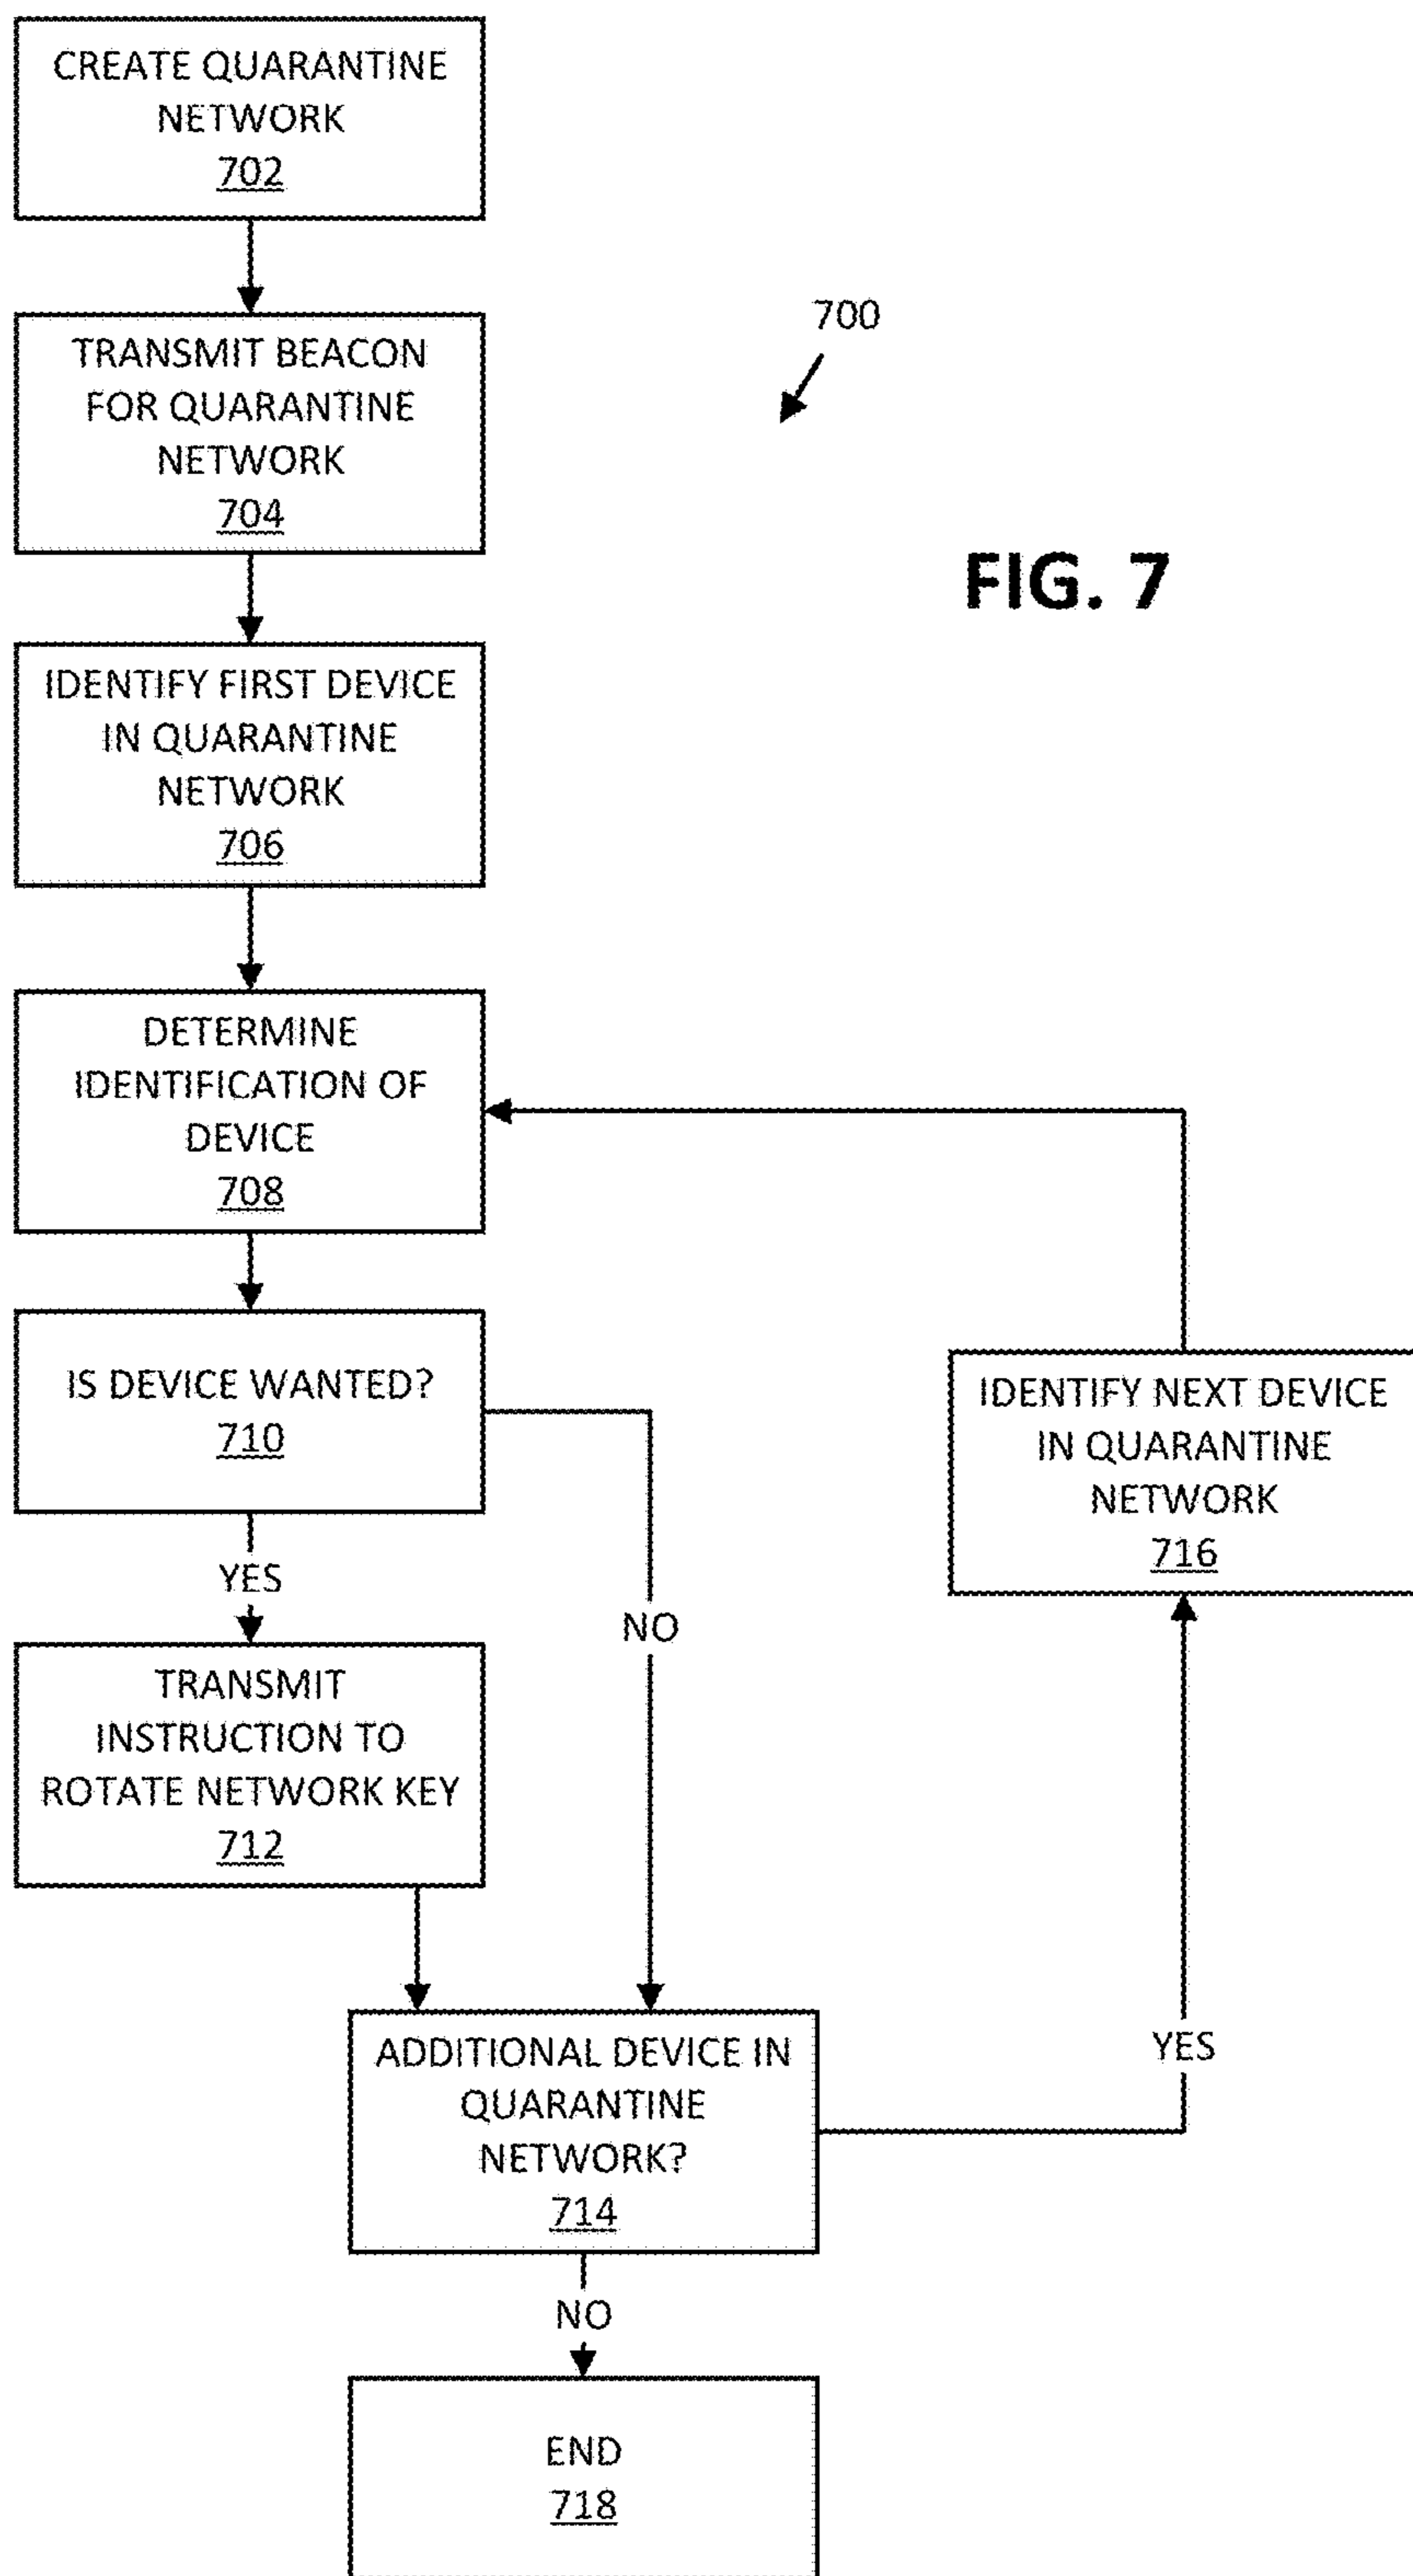 CREATE QUARANTINE
NETWORK
702
TRANSMIT BEACON
FOR QUARANTINE
NETWORK
704
700
FIG. 7
IDENTIFY FIRST DEVICE
IN QUARANTINE
NETWORK
706
DETERMINE
IDENTIFICATION OF
DEVICE
708
IS DEVICE WANTED?
710
IDENTIFY NEXT DEVICE
IN QUARANTINE
NETWORK
716
YES
NO
TRANSMIT
INSTRUCTION TO
ROTATE NETWORK KEY
712
ADDITIONAL DEVICE IN
QUARANTINE
NETWORK?
714
YES
NO
END
718